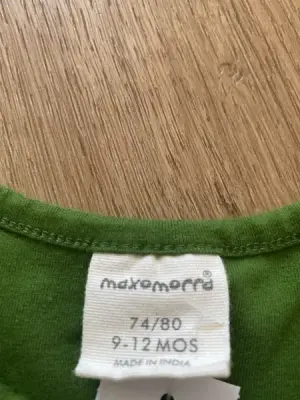 maxomorra®
74/80
9-12 MOS
MADE IN INDIA